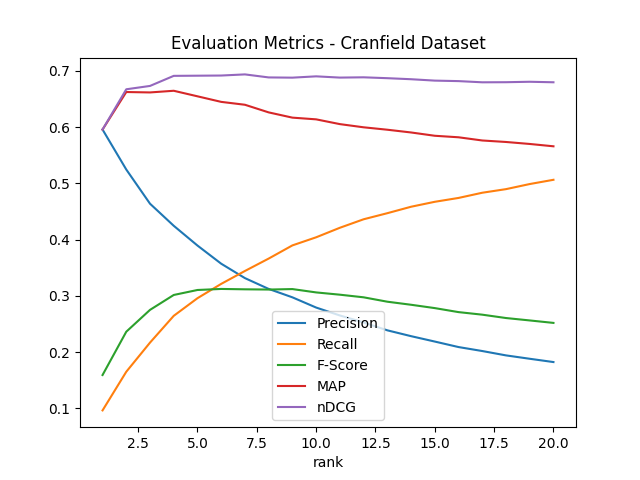 Evaluation Metrics - Cranfield Dataset
0.7
0.6
0.5
0.4
0.3
0.2
0.1
Precision
Recall
F-Score
MAP
nDCG
2.5 5.0 7.5 10.0 12.5 15.0 17.5 20.0
rank